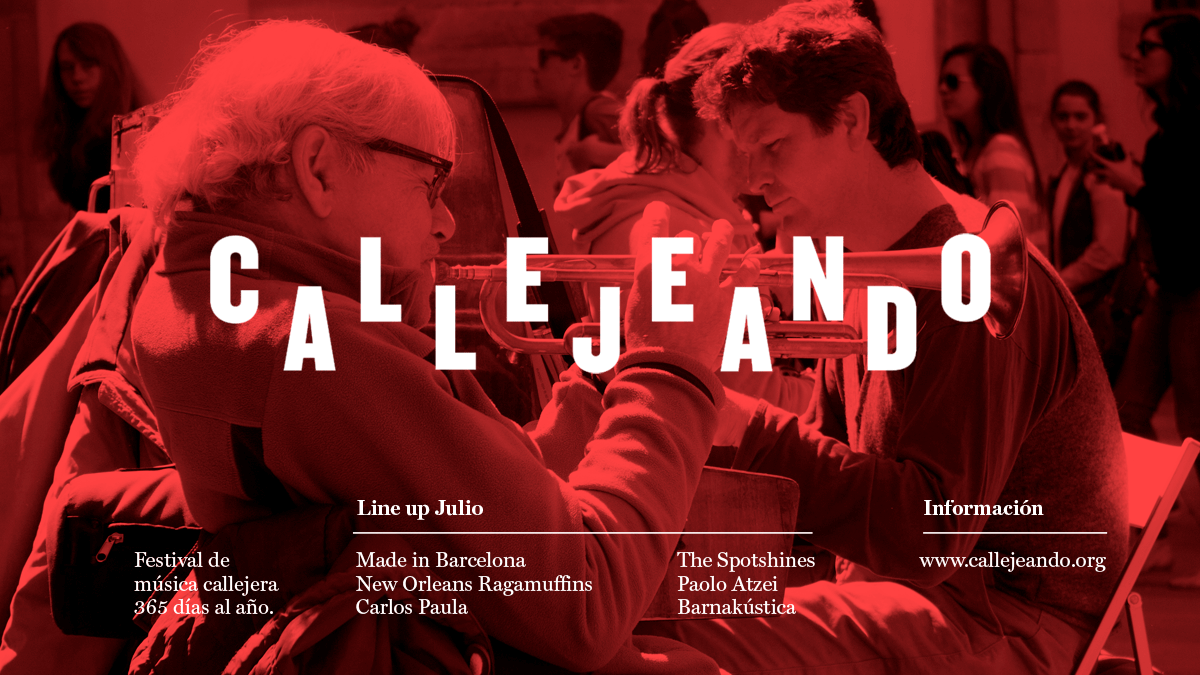 CALLEJEANDO
Line up Julio
Información
Festival de
música callejera
365 días al año.
Made in Barcelona
New Orleans Ragamuffins
Carlos Paula
The Spotshines
Paolo Atzei
Barnakústica
www.callejeando.org